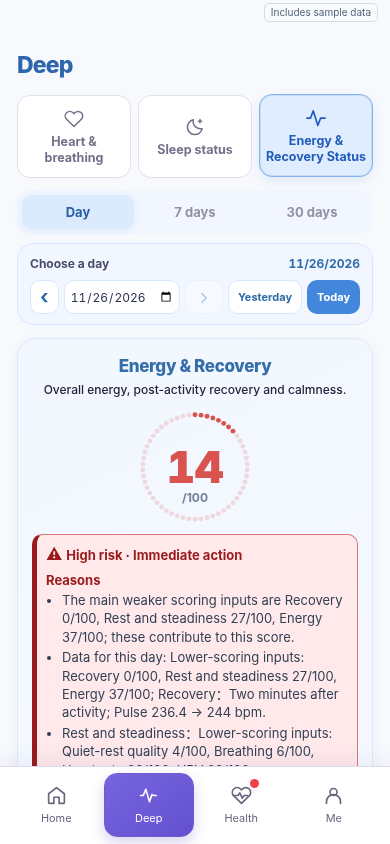 Includes sample data
Deep
Heart &
breathing
Sleep status
Energy &
Recovery Status
Day
7 days
30 days
Choose a day
11/26/2026
11/26/2026
Yesterday
Today
Energy & Recovery
Overall energy, post-activity recovery and calmness.
14
/100
High risk · Immediate action
Reasons
• The main weaker scoring inputs are Recovery
0/100, Rest and steadiness 27/100, Energy
37/100; these contribute to this score.
• Data for this day: Lower-scoring inputs:
Recovery 0/100, Rest and steadiness 27/100,
Energy 37/100; Recovery：Two minutes after
activity; Pulse 236.4 → 244 bpm.
• Rest and steadiness：Lower-scoring inputs:
Quiet-rest quality 4/100, Breathing 6/100,
Home
Deep
Health
Me